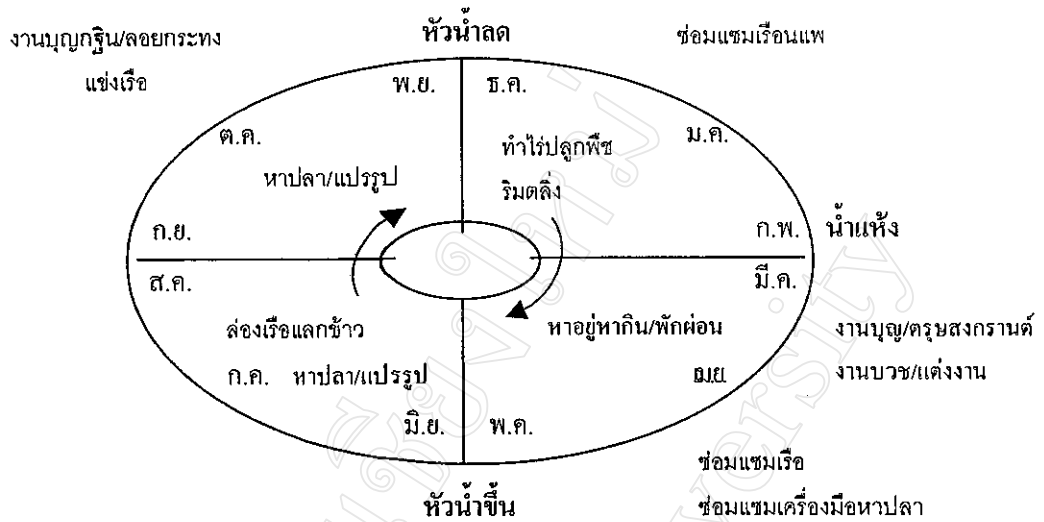 งานบุญกฐิน/ลอยกระทง
แข่งเรือ
หัวน้ำลด
ซ่อมแซมเรือนแพ
พ.ย.
ธ.ค.
ต.ค.
ม.ค.
ทำไร่ปลูกพืช
ริมตลิ่ง
หาปลา/แปรรูป
ก.ย.
ก.พ.
น้ำแห้ง
ส.ค.
มี.ค.
ล่องเรือแลกข้าว
หาอยู่หากิน/พักผ่อน
งานบุญ/ตรุษสงกรานต์
ก.ค.
หาปลา/แปรรูป
เม.ย.
งานบวช/แต่งงาน
มิ.ย.
พ.ค.
ซ่อมแซมเรือ
หัวน้ำขึ้น
ซ่อมแซมเครื่องมือหาปลา